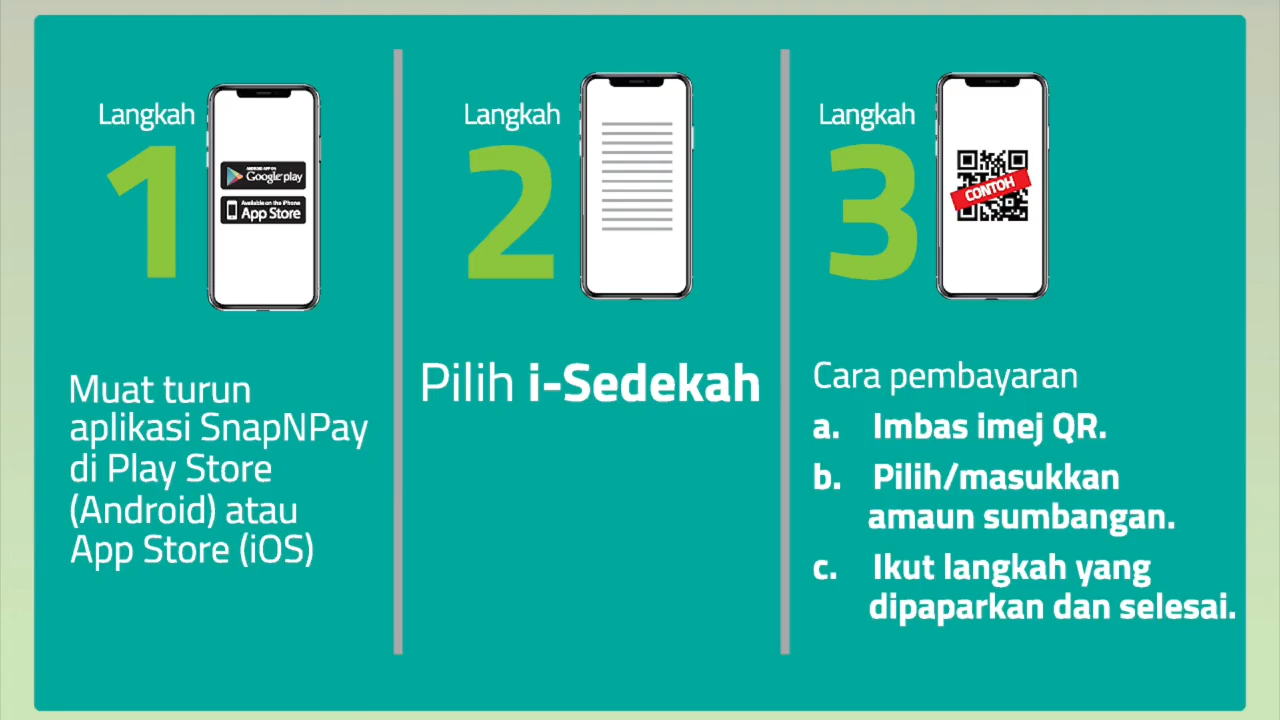 Langkah
1
ANDROID APP ON
Google play
Available on the iPhone
App Store
Muat turun
aplikasi SnapNPay
di Play Store
(Android) atau
App Store (iOS)
Langkah
2
Pilih i-Sedekah
Langkah
3
CONTOH
Cara pembayaran
a. Imbas imej QR.
b. Pilih/masukkan
amaun sumbangan.
c. Ikut langkah yang
dipaparkan dan selesai.